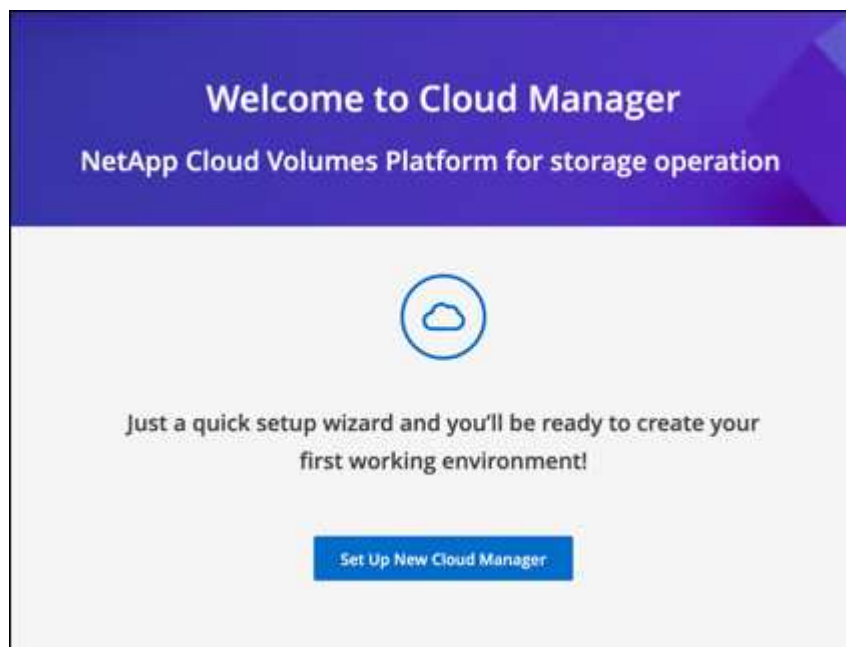 Welcome to Cloud Manager
NetApp Cloud Volumes Platform for storage operation
Just a quick setup wizard and you'll be ready to create your
first working environment!
Set Up New Cloud Manager